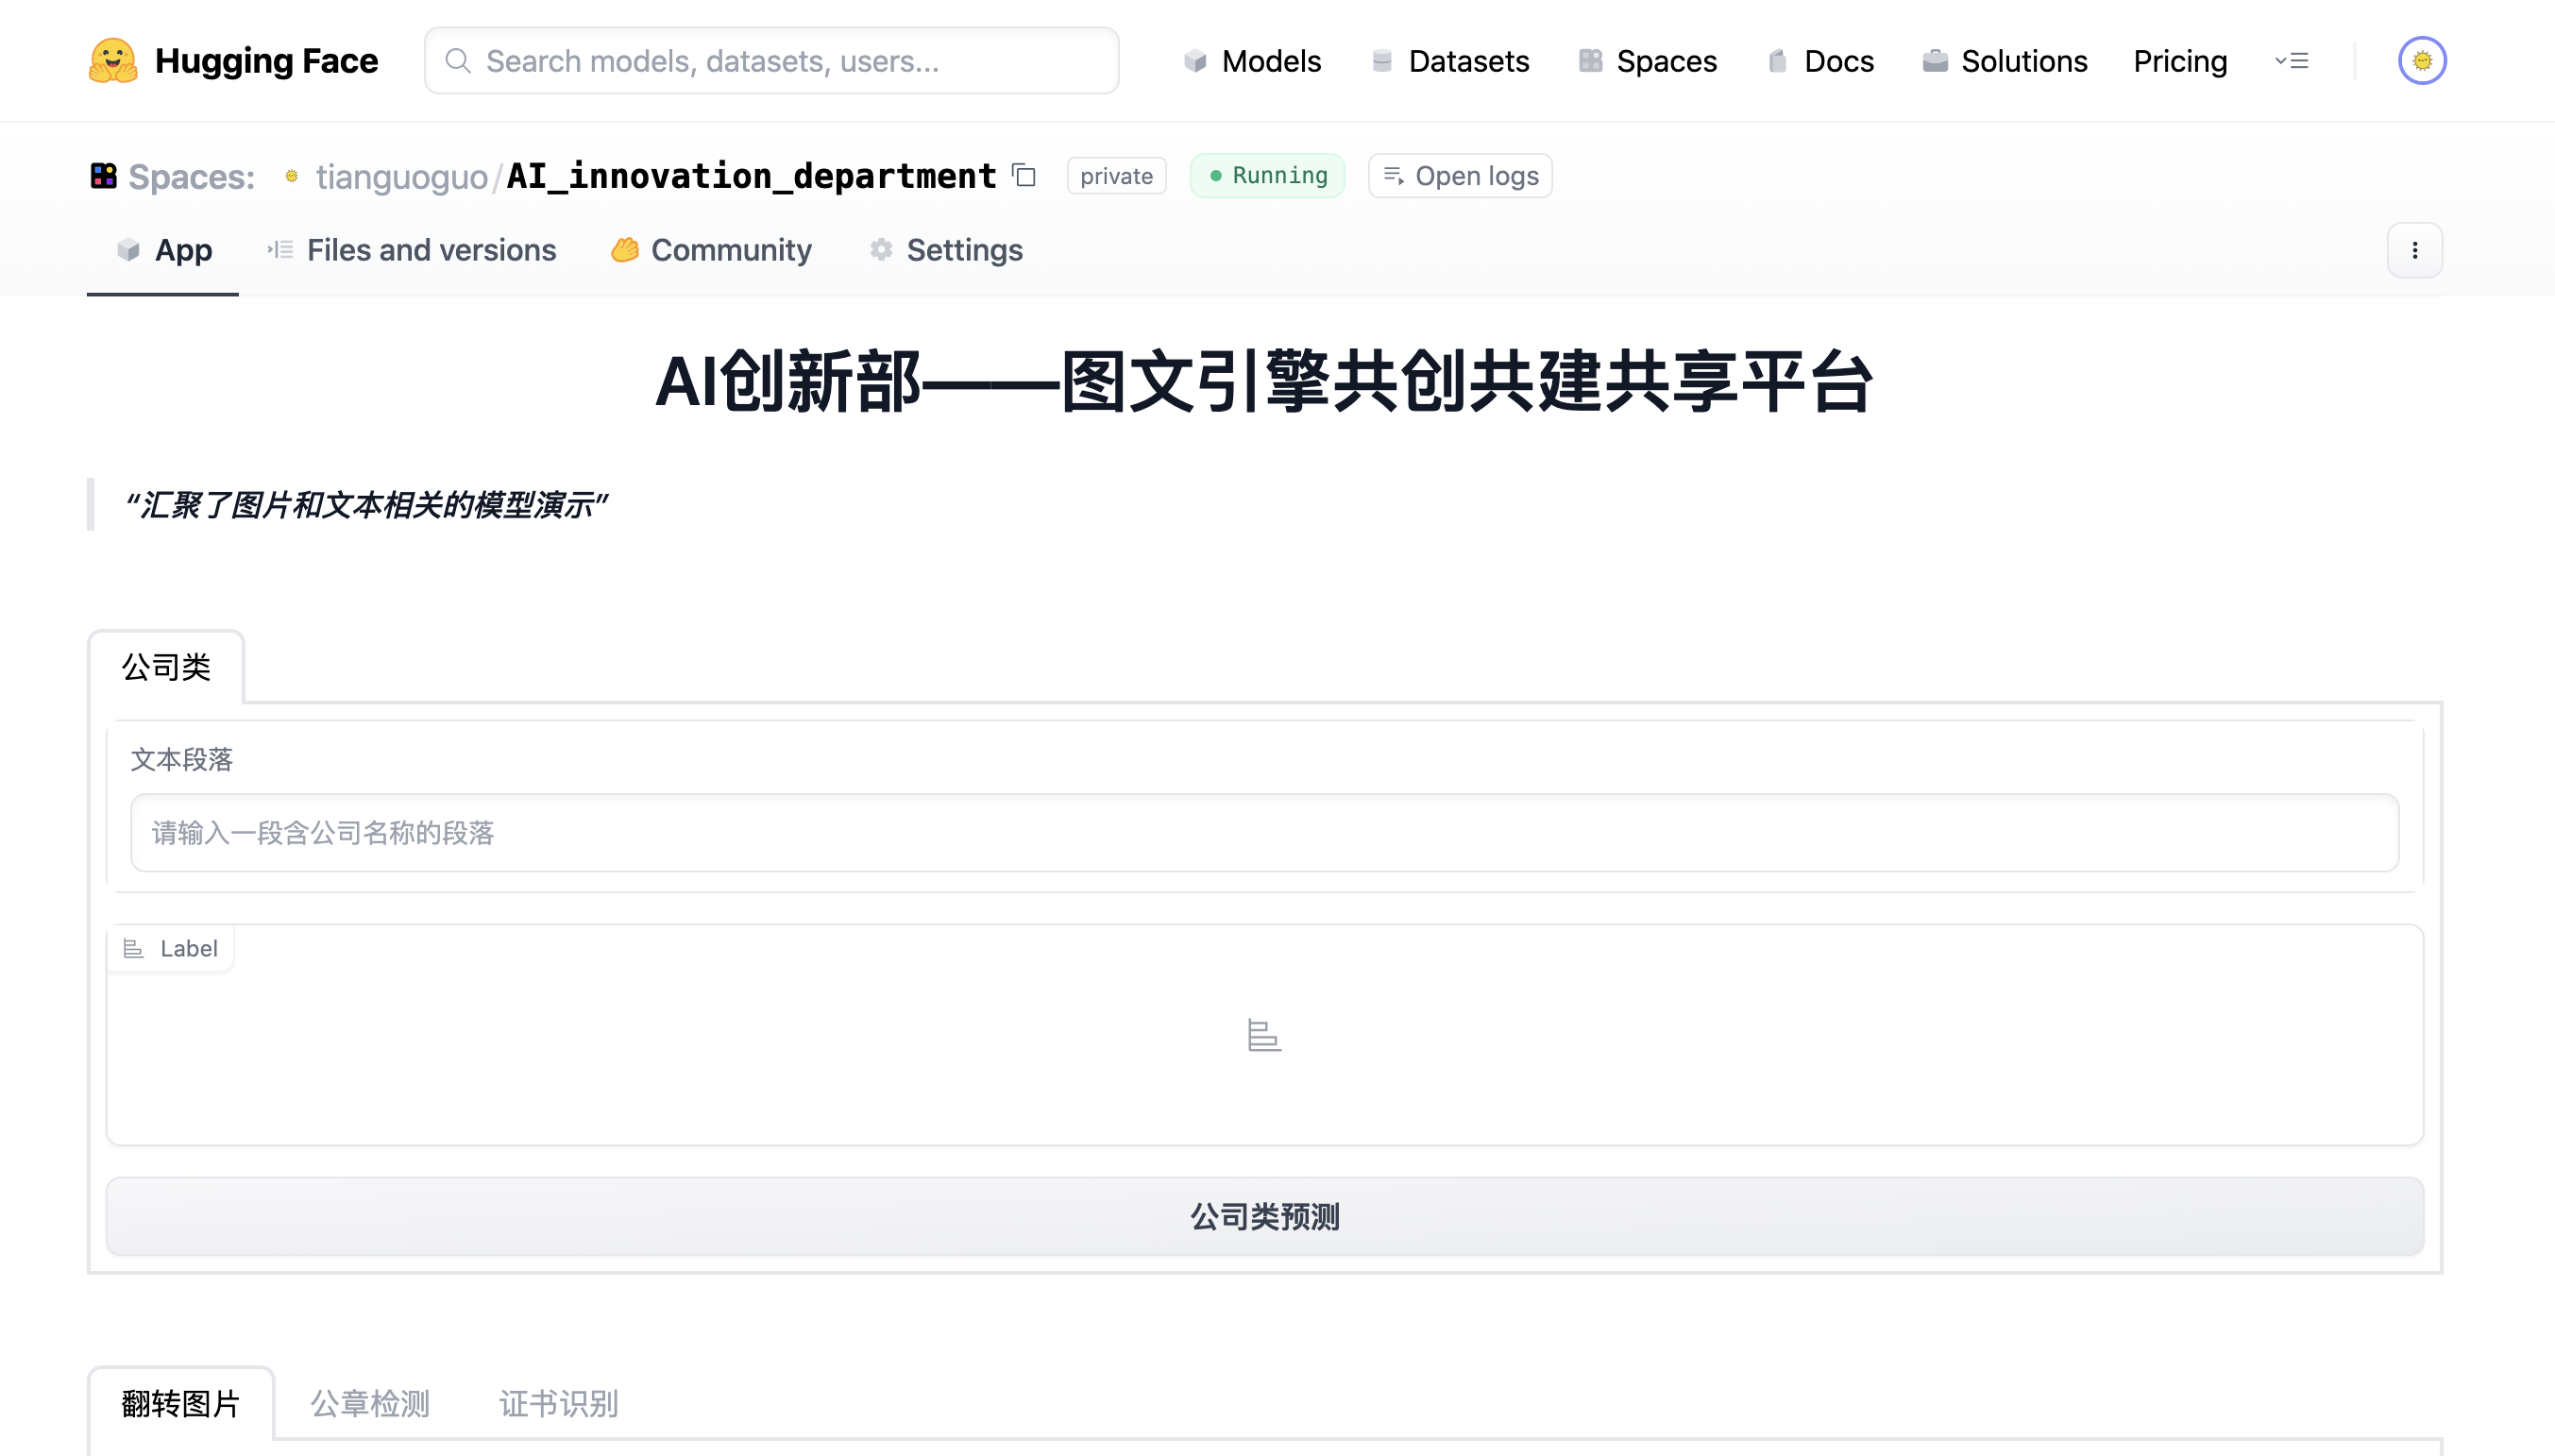 Hugging Face
Search models, datasets, users...
Models
Datasets
Spaces
Docs
Solutions
Pricing
Spaces:
tianguoguo/AI_innovation_department
private
Running
Open logs
App
Files and versions
Community
Settings
AI创新部——图文引擎共创共建共享平台
“汇聚了图片和文本相关的模型演示”
公司类
文本段落
请输入一段含公司名称的段落
Label
公司类预测
翻转图片
公章检测
证书识别